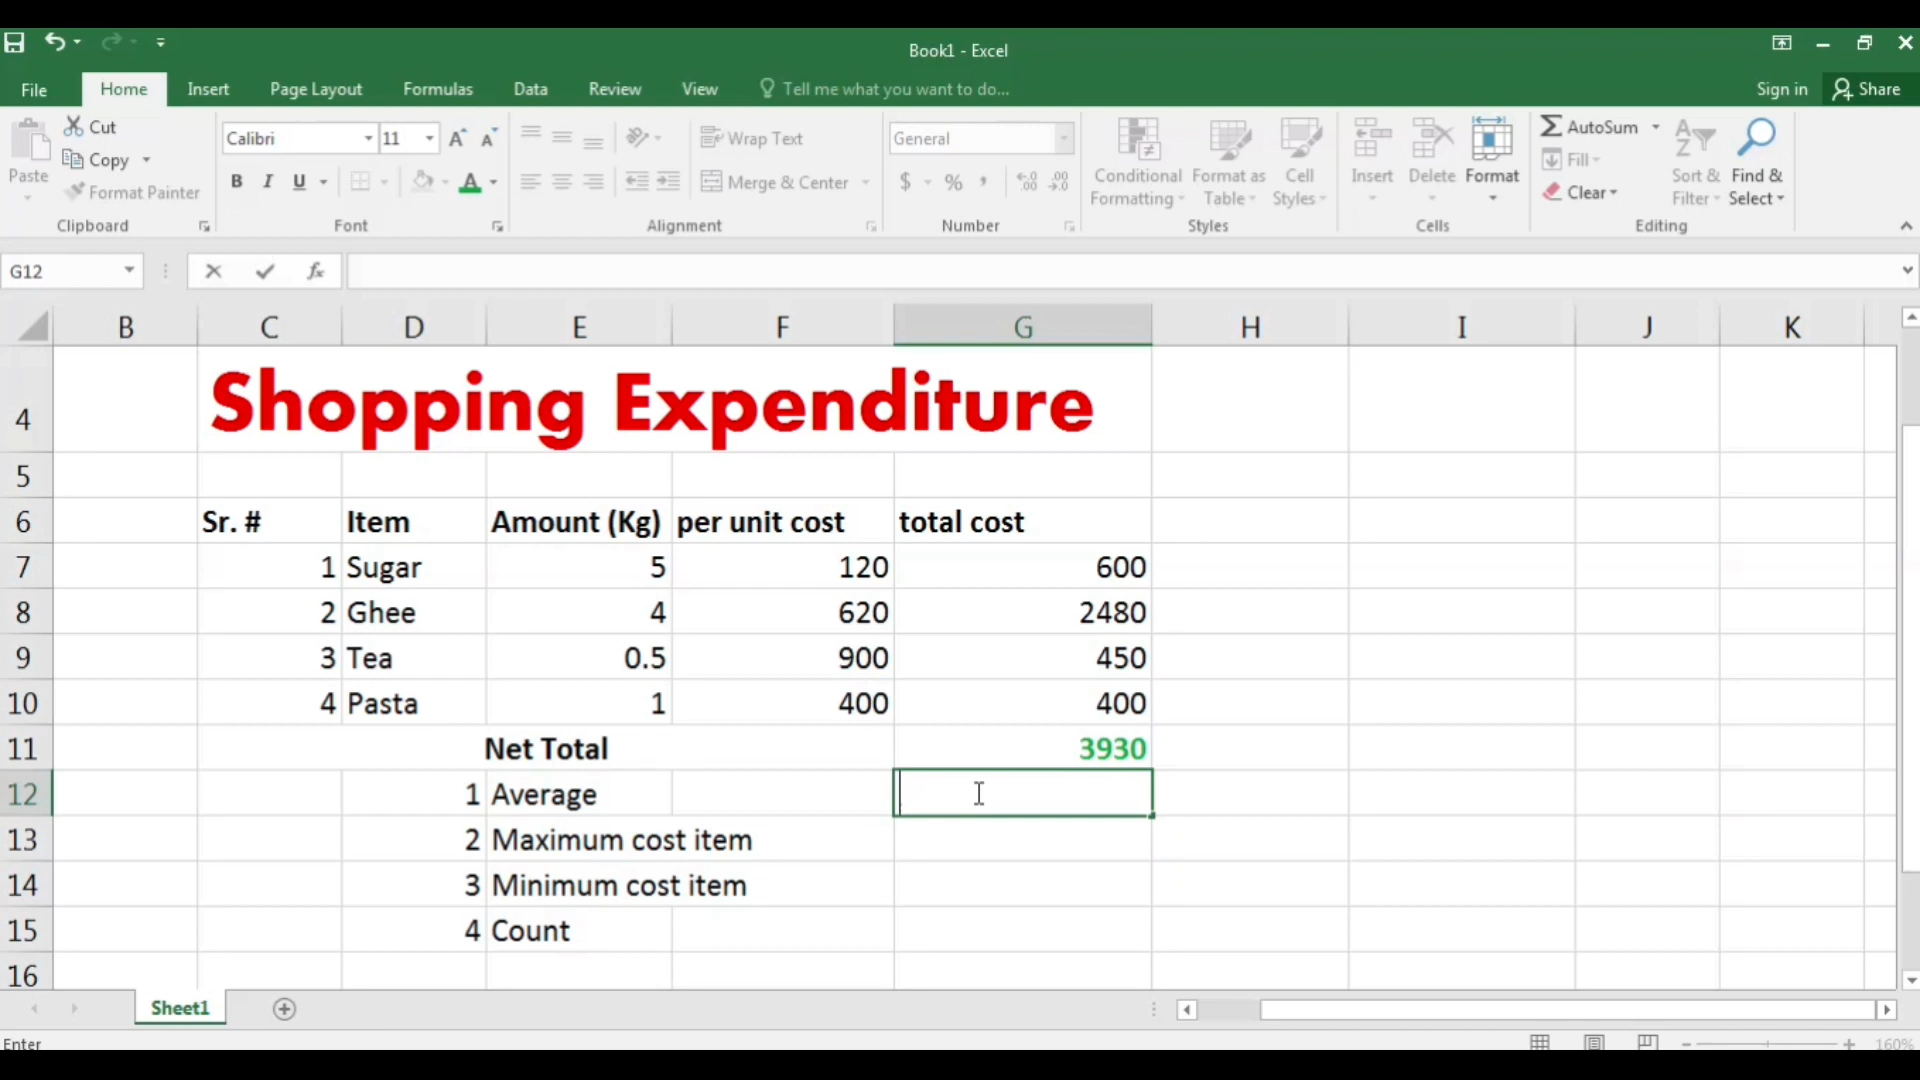 Book1 - Excel
File Home Insert Page Layout Formulas Data Review View Tell me what you want to do... Sign in Share
Paste Cut Copy Format Painter Clipboard
Calibri 11 A A B I U A Font
Wrap Text Merge & Center Alignment
General $ % , .00 .0 Number
Conditional Formatting Format as Table Cell Styles Styles
Insert Delete Format Cells
AutoSum Fill Clear Sort & Filter Find & Select Editing
G12 fx
B C D E F G H I J K
4 Shopping Expenditure
5
6 Sr. # Item Amount (Kg) per unit cost total cost
7 1 Sugar 5 120 600
8 2 Ghee 4 620 2480
9 3 Tea 0.5 900 450
10 4 Pasta 1 400 400
11 Net Total 3930
12 1 Average
13 2 Maximum cost item
14 3 Minimum cost item
15 4 Count
16
Sheet1
Enter 160%